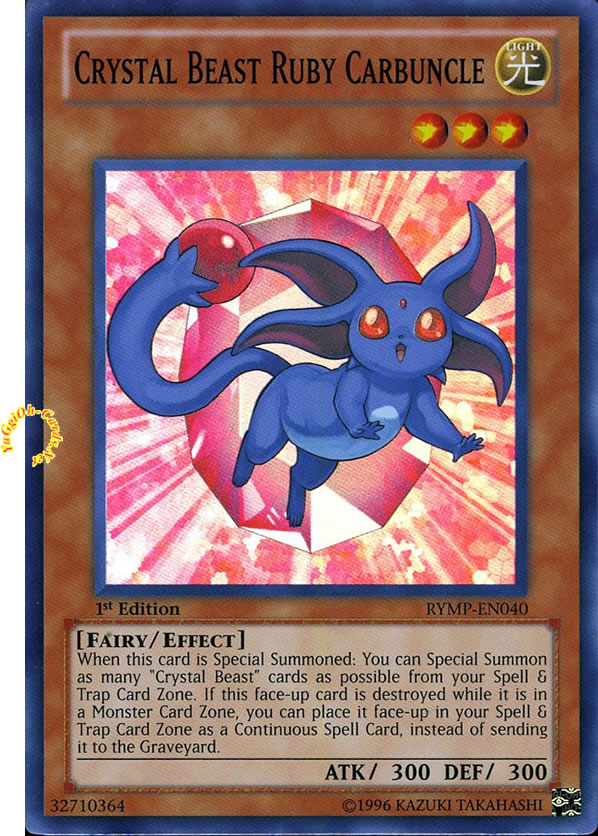 CRYSTAL BEAST RUBY CARBUNCLE
LIGHT
光
YuGgiOh-Cards.Net
1st Edition
RYMP-EN040
[FAIRY/EFFECT]
When this card is Special Summoned: You can Special Summon
as many "Crystal Beast" cards as possible from your Spell &
Trap Card Zone. If this face-up card is destroyed while it is in
a Monster Card Zone, you can place it face-up in your Spell &
Trap Card Zone as a Continuous Spell Card, instead of sending
it to the Graveyard.
ATK/ 300 DEF/ 300
32710364
©1996 KAZUKI TAKAHASHI